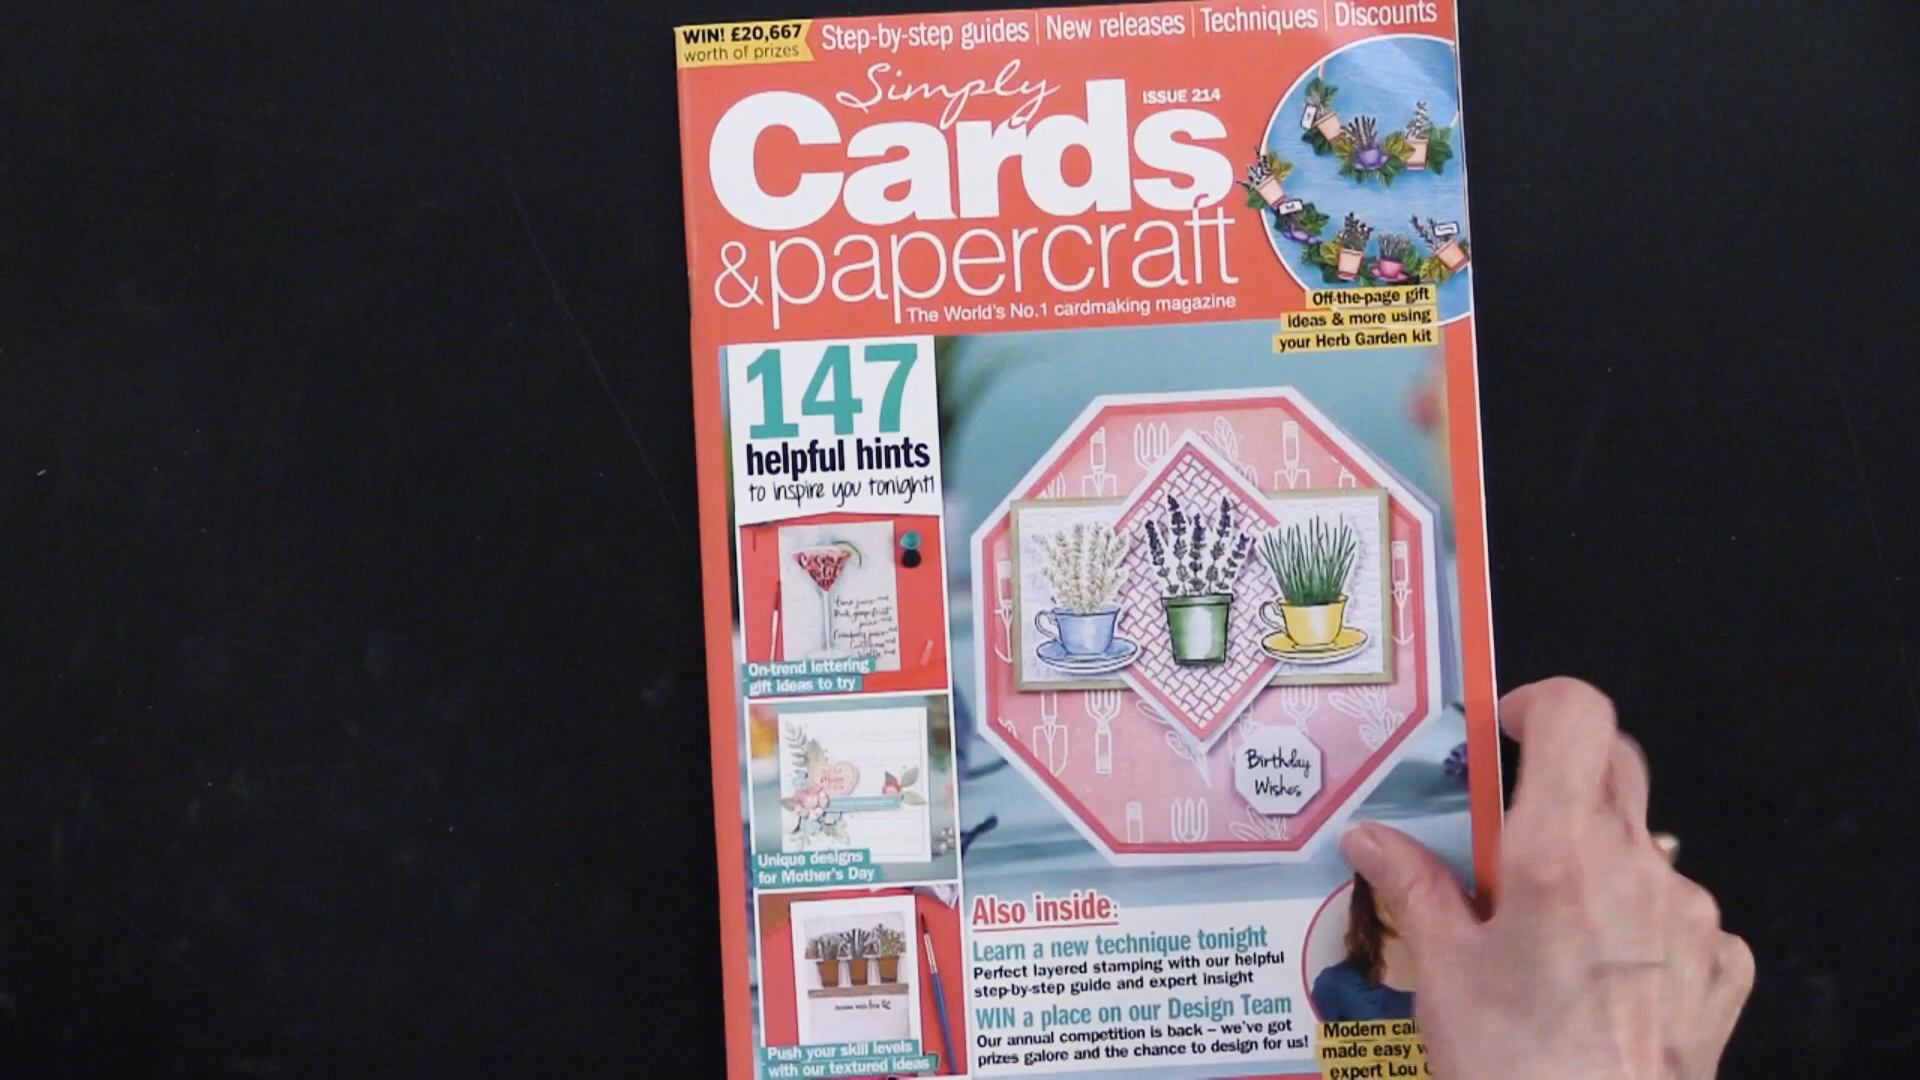 WIN! £20,667
worth of prizes
Step-by-step guides | New releases | Techniques | Discounts
Simply
Cards
ISSUE 214
&papercraft
The World's No.1 cardmaking magazine
Off-the-page gift
ideas & more using
your Herb Garden kit
147
helpful hints
to inspire you tonight!
On-trend lettering
gift ideas to try
Unique designs
for Mother's Day
Push your skill levels
with our textured ideas
Birthday
Wishes
Also inside:
Learn a new technique tonight
Perfect layered stamping with our helpful
step-by-step guide and expert insight
WIN a place on our Design Team
Our annual competition is back – we've got
prizes galore and the chance to design for us!
Modern
made easy
expert Lou